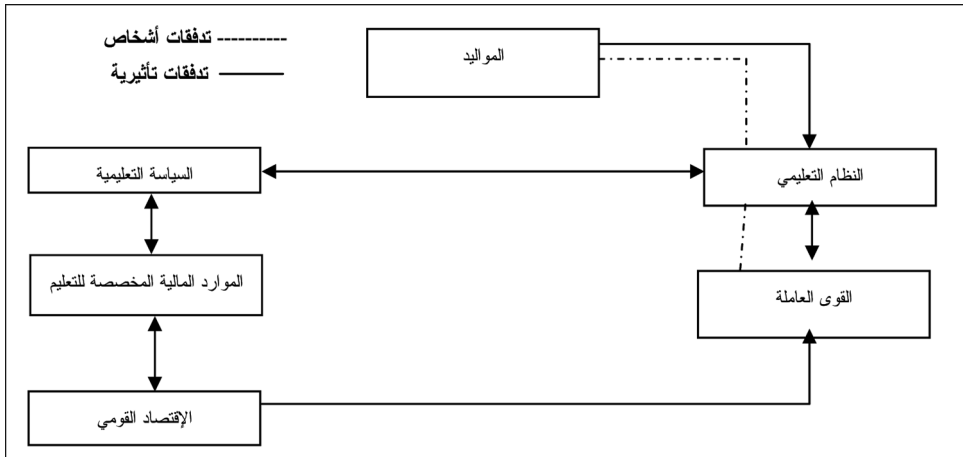 ---------- تدفقات أشخاص
المواليد
تدفقات تأثيرية
السياسة التعليمية
النظام التعليمي
الموارد المالية المخصصة للتعليم
القوى العاملة
الإقتصاد القومي